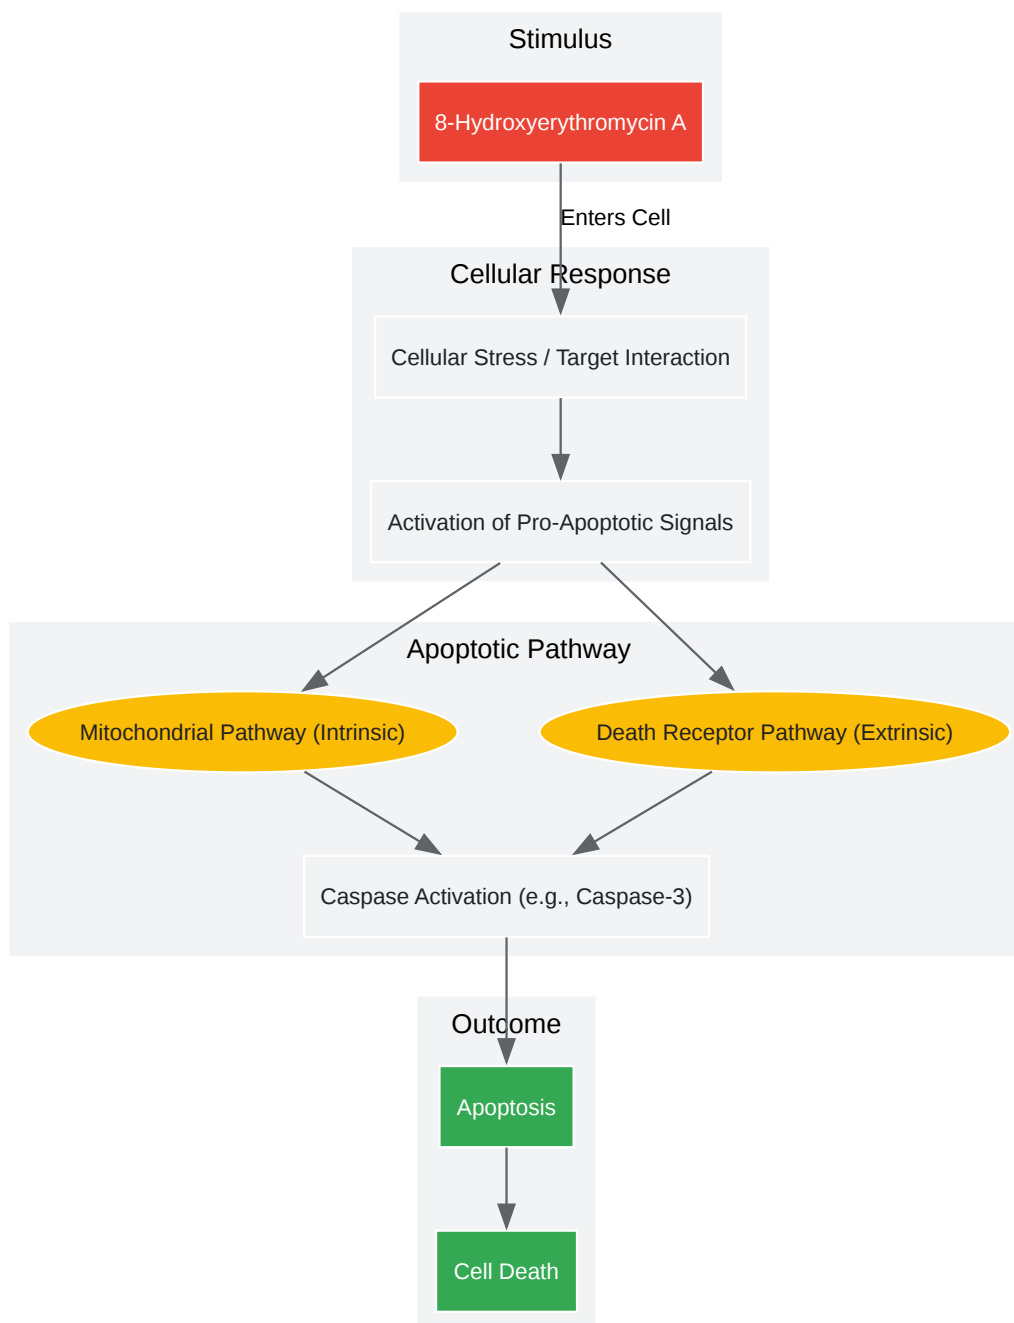 Stimulus
8-Hydroxyerythromycin A
Enters Cell
Cellular Response
Cellular Stress / Target Interaction
Activation of Pro-Apoptotic Signals
Apoptotic Pathway
Mitochondrial Pathway (Intrinsic)
Death Receptor Pathway (Extrinsic)
Caspase Activation (e.g., Caspase-3)
Outcome
Apoptosis
Cell Death